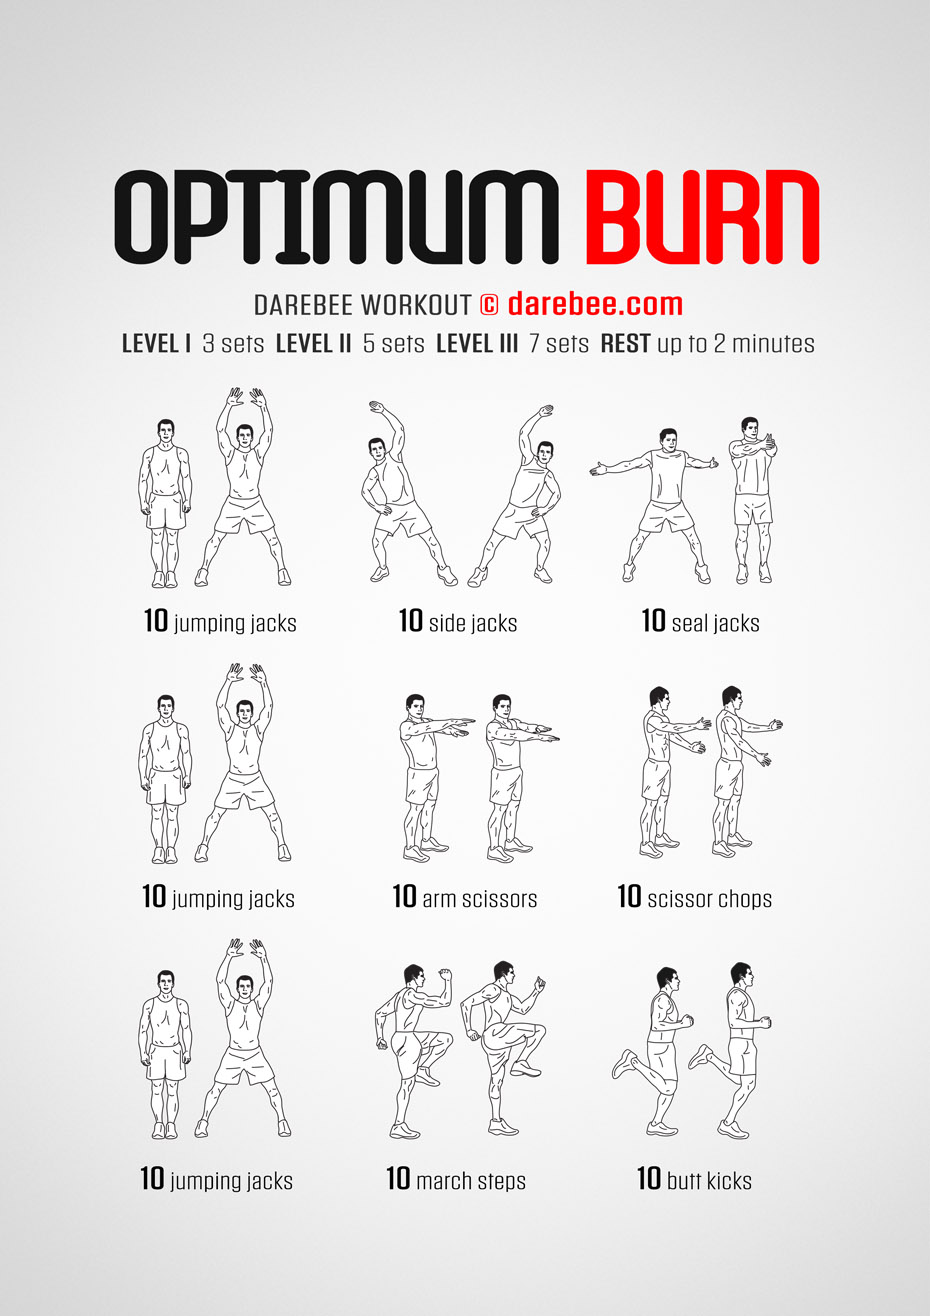 OPTIMUM BURN
DAREBEE WORKOUT © darebee.com
LEVEL I 3 sets LEVEL II 5 sets LEVEL III 7 sets REST up to 2 minutes
10 jumping jacks 10 side jacks 10 seal jacks
10 jumping jacks 10 arm scissors 10 scissor chops
10 jumping jacks 10 march steps 10 butt kicks